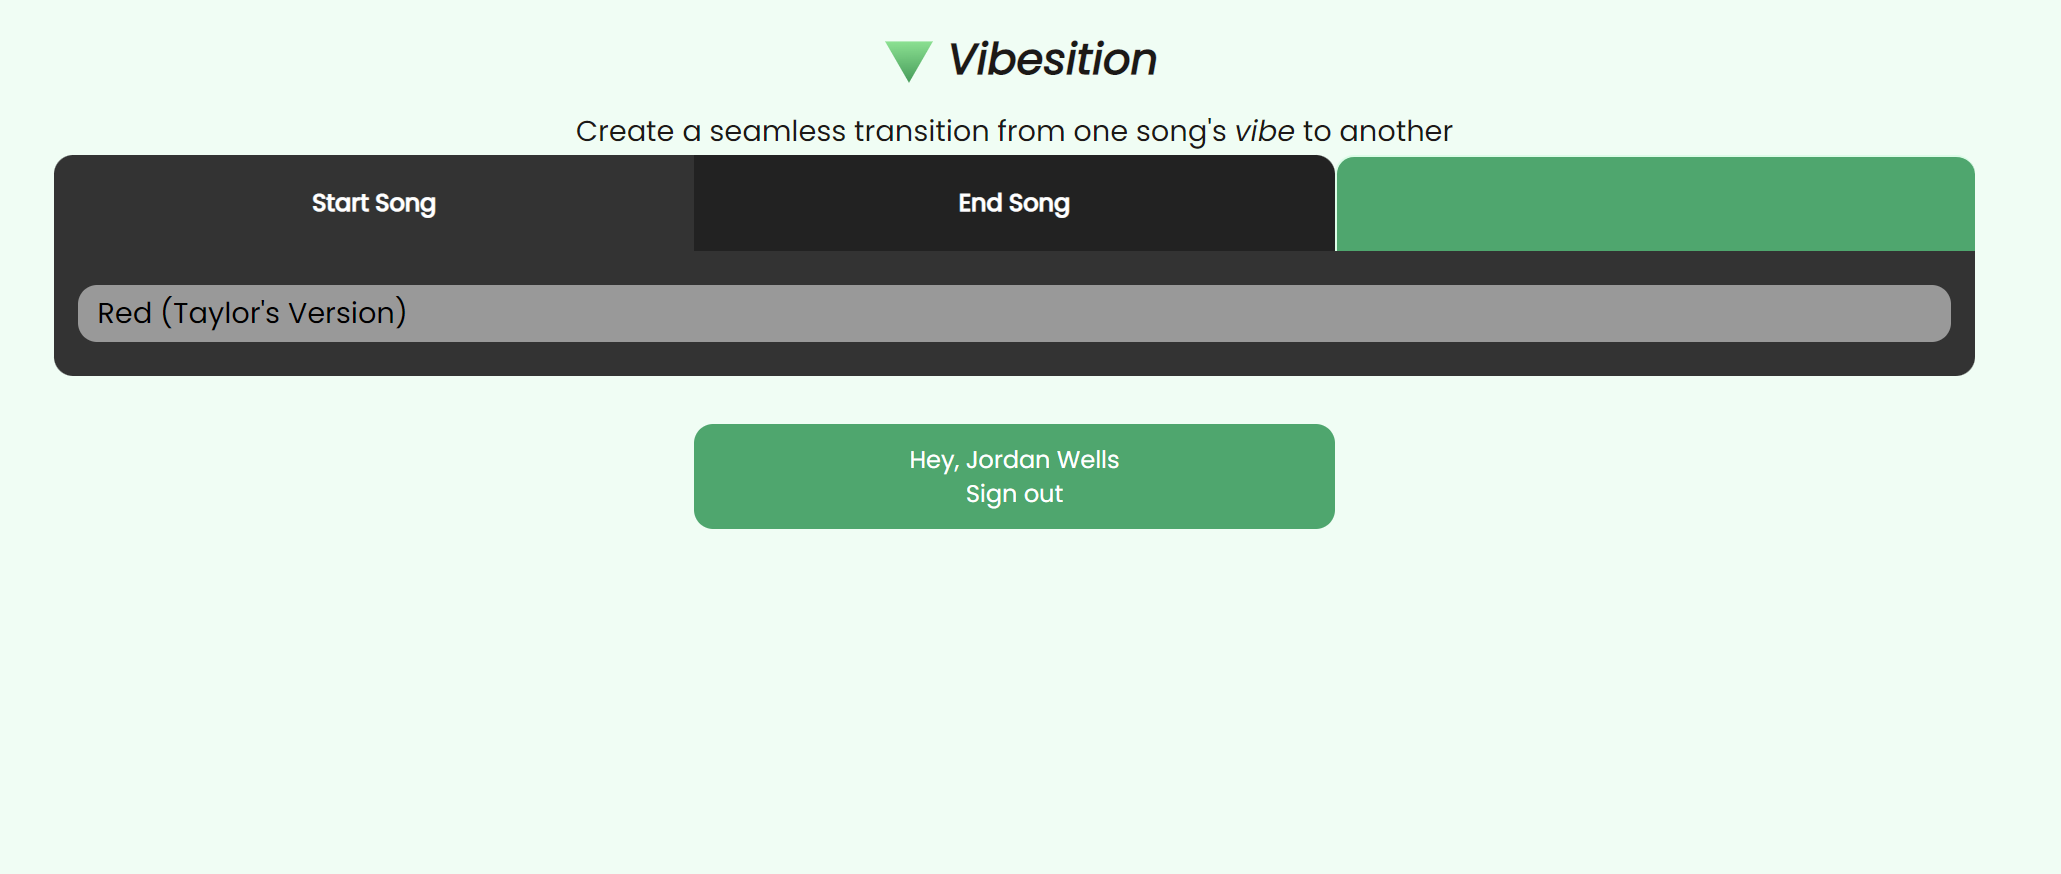 Vibesition
Create a seamless transition from one song's vibe to another
Start Song
End Song
Red (Taylor's Version)
Hey, Jordan Wells
Sign out